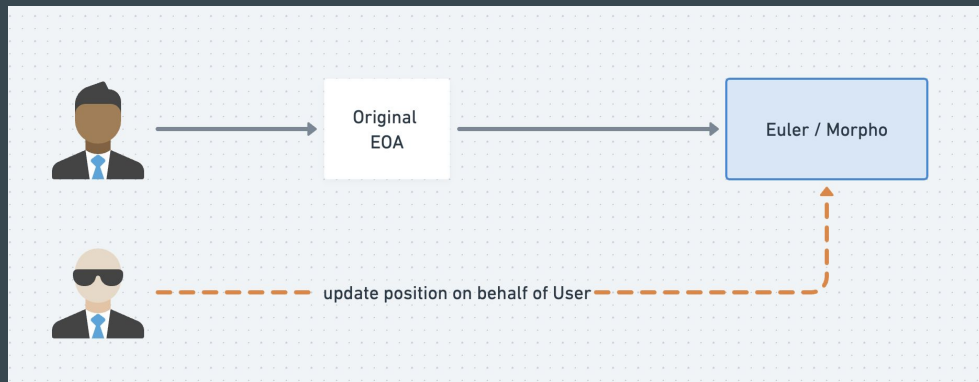 Original
EOA
Euler / Morpho
update position on behalf of User